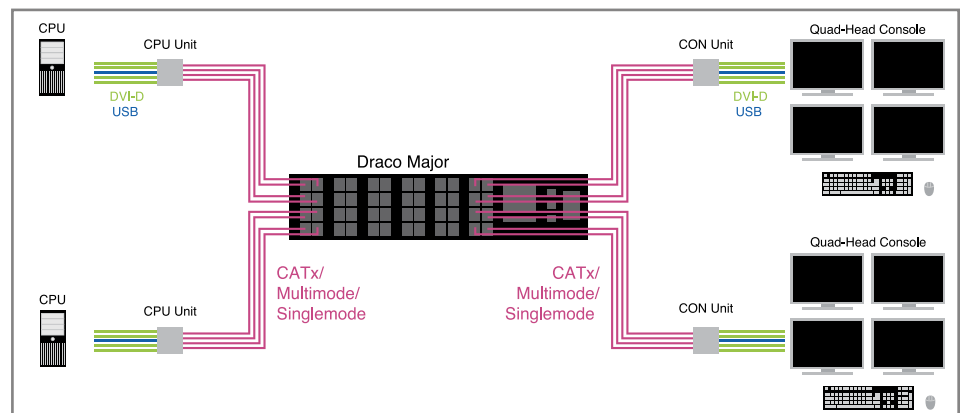 CPU
CPU Unit
CON Unit
Quad-Head Console
DVI-D
USB
DVI-D
USB
Draco Major
CATx/
Multimode/
Singlemode
CATx/
Multimode/
Singlemode
Quad-Head Console
CPU
CPU Unit
CON Unit